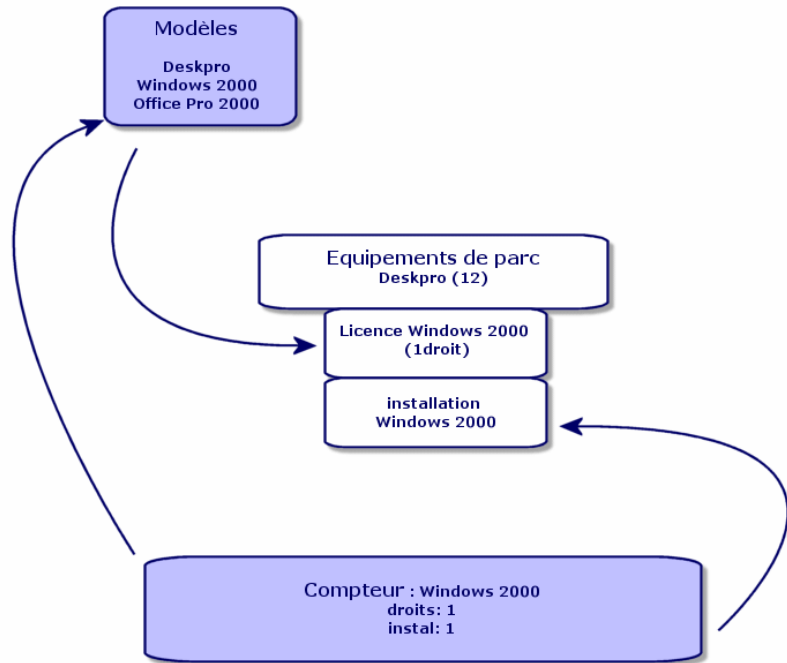 Modèles
Deskpro
Windows 2000
Office Pro 2000
Equipements de parc
Deskpro (12)
Licence Windows 2000
(1droit)
installation
Windows 2000
Compteur : Windows 2000
droits: 1
instal: 1